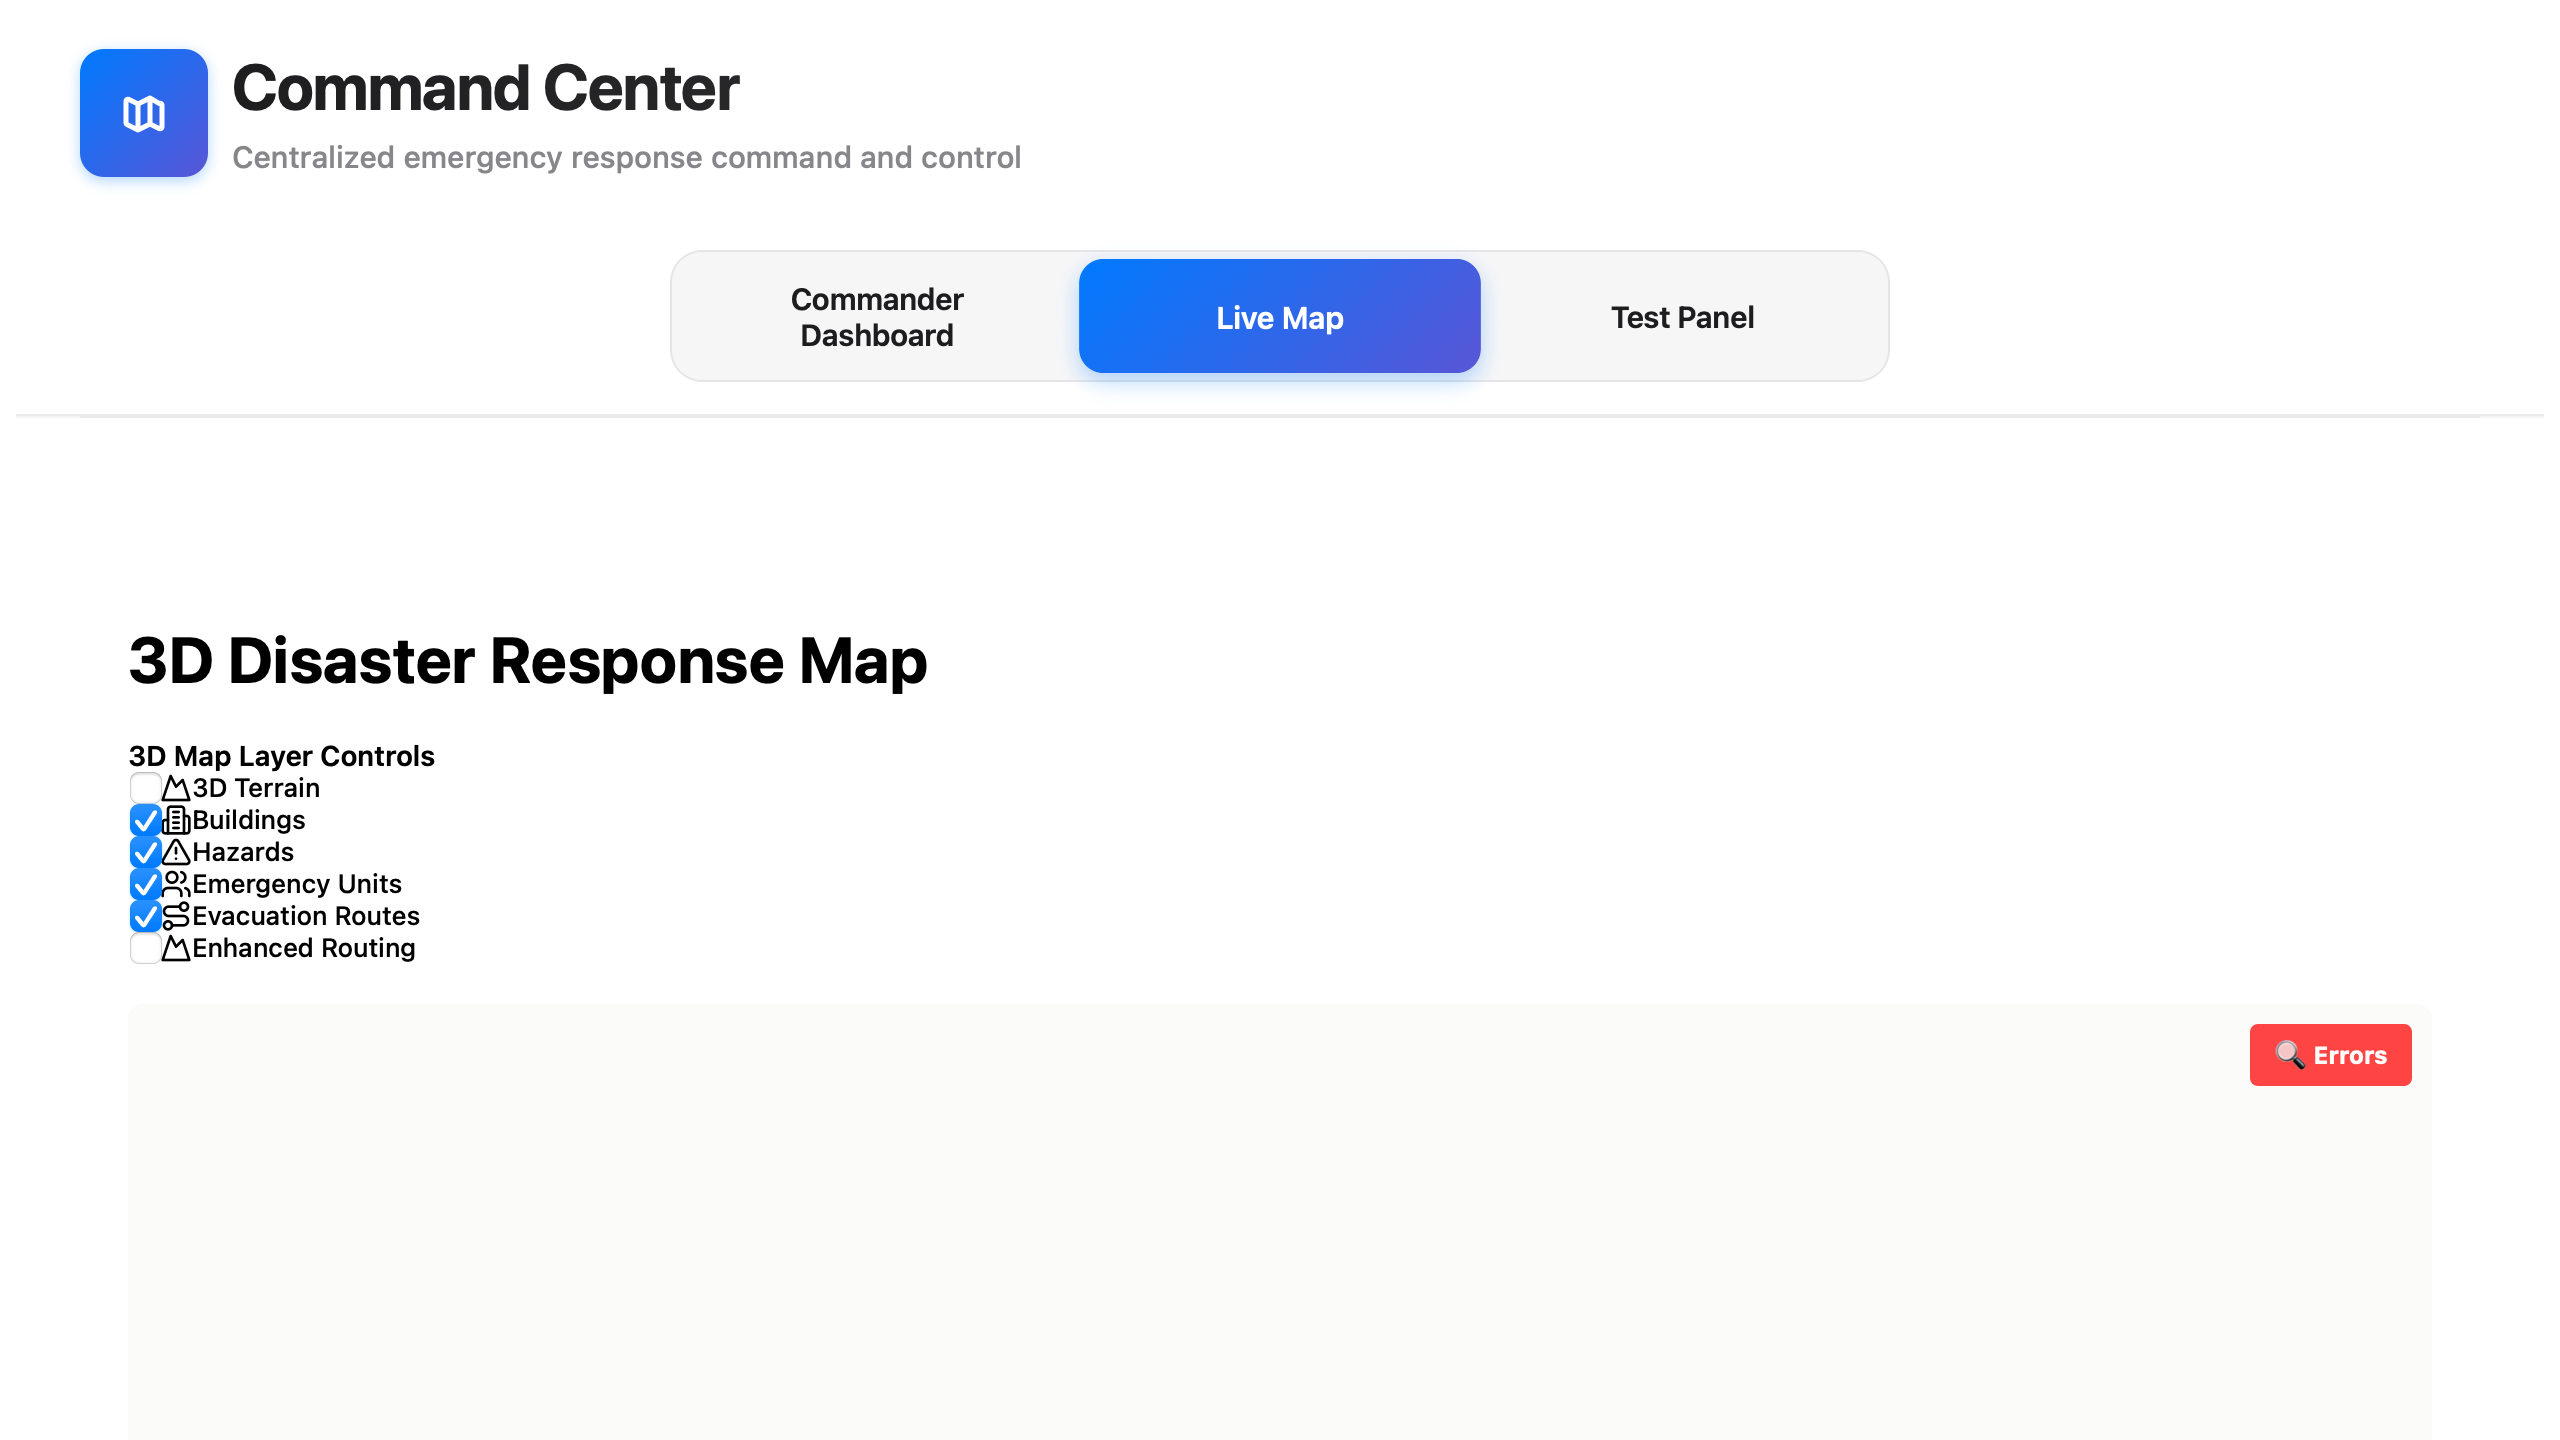 Command Center
Centralized emergency response command and control
Commander
Dashboard
Live Map
Test Panel
3D Disaster Response Map
3D Map Layer Controls
3D Terrain
Buildings
Hazards
Emergency Units
Evacuation Routes
Enhanced Routing
🔍 Errors